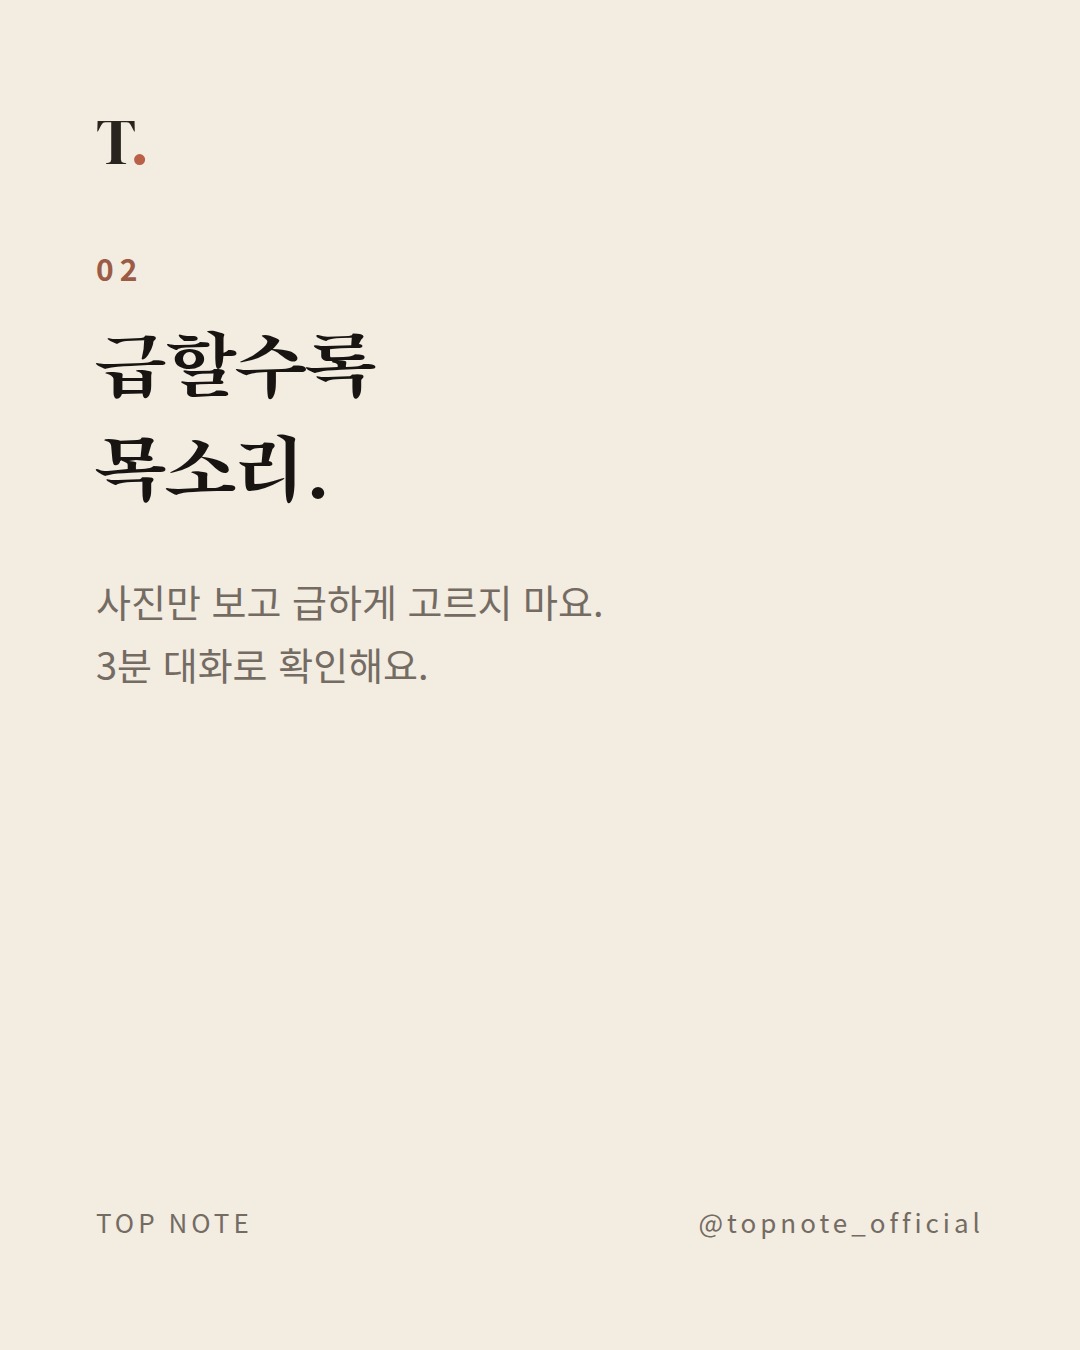 T.
02
급할수록
목소리.
사진만 보고 급하게 고르지 마요.
3분 대화로 확인해요.
TOP NOTE
@topnote_official